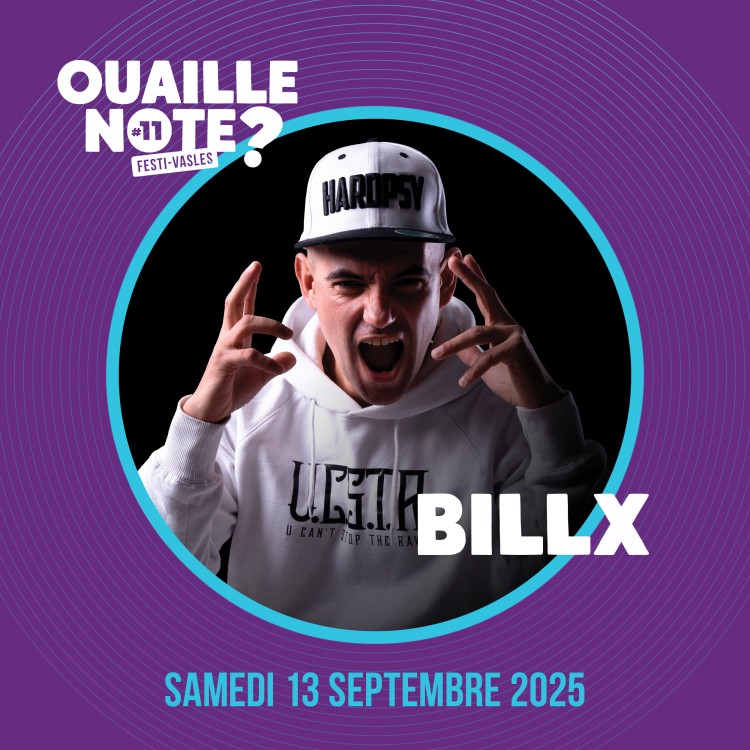 OUAILLE
NOTE?
#11
FESTI-VASLES
HARDPSY
U.C.S.T.R
U CAN'T STOP THE RAV
BILLX
SAMEDI 13 SEPTEMBRE 2025